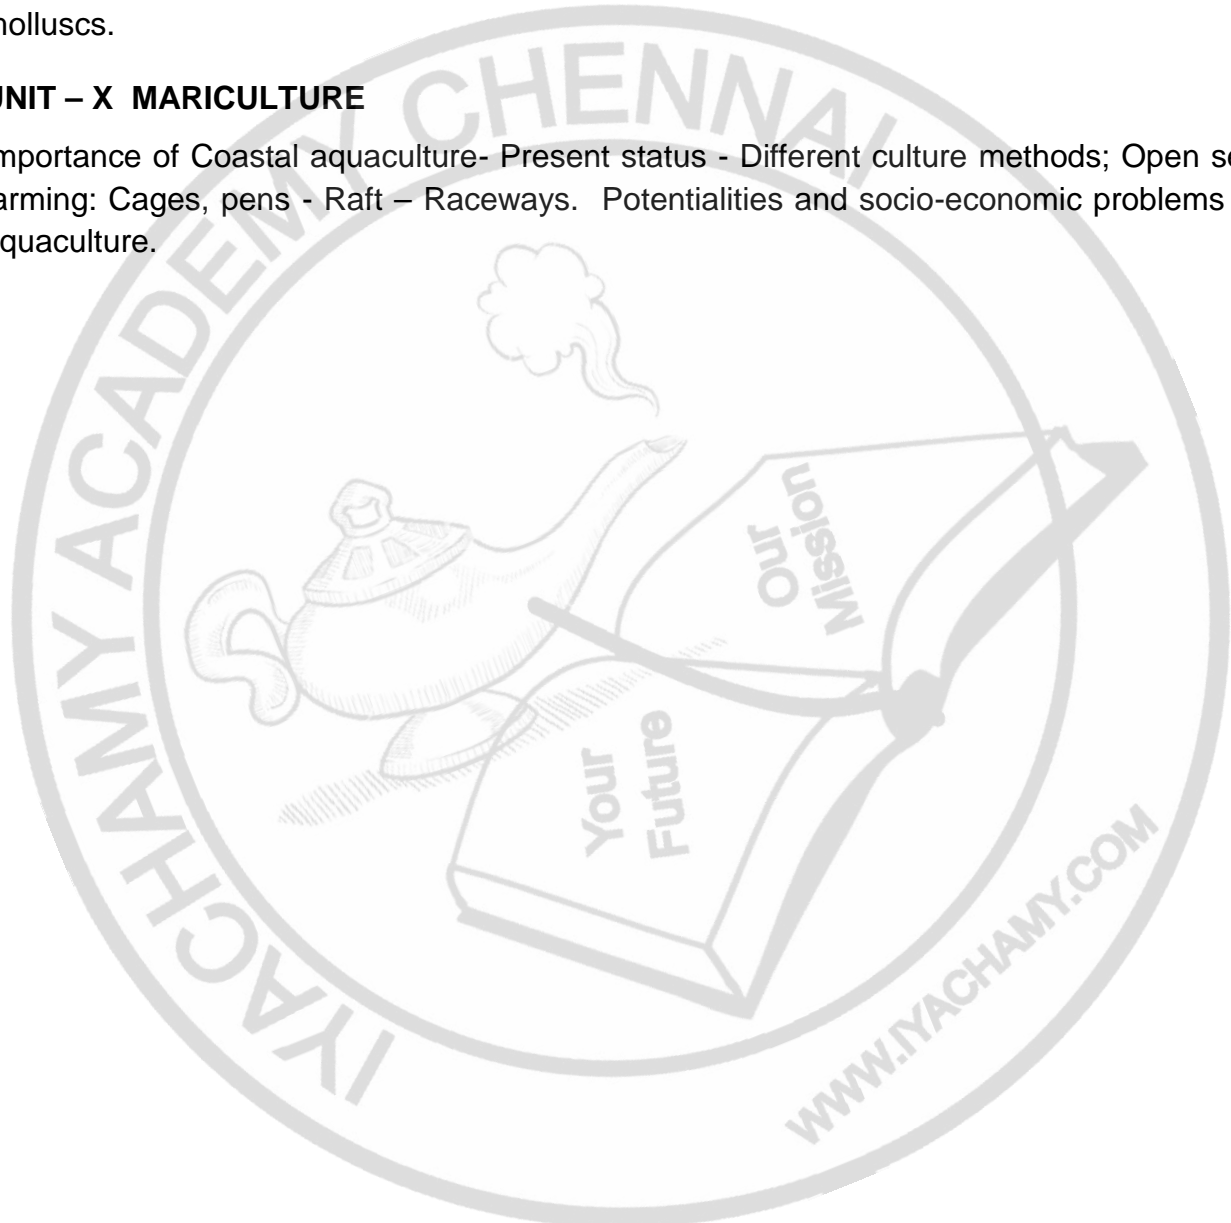 nolluscs.
UNIT – X MARICULTURE
mportance of Coastal aquaculture- Present status - Different culture methods; Open se
arming: Cages, pens - Raft – Raceways. Potentialities and socio-economic problems
quaculture.
IYACHAMY ACADEMY CHENNAI
Our
Mission
Your
Future
WWW.IYACHAMY.COM